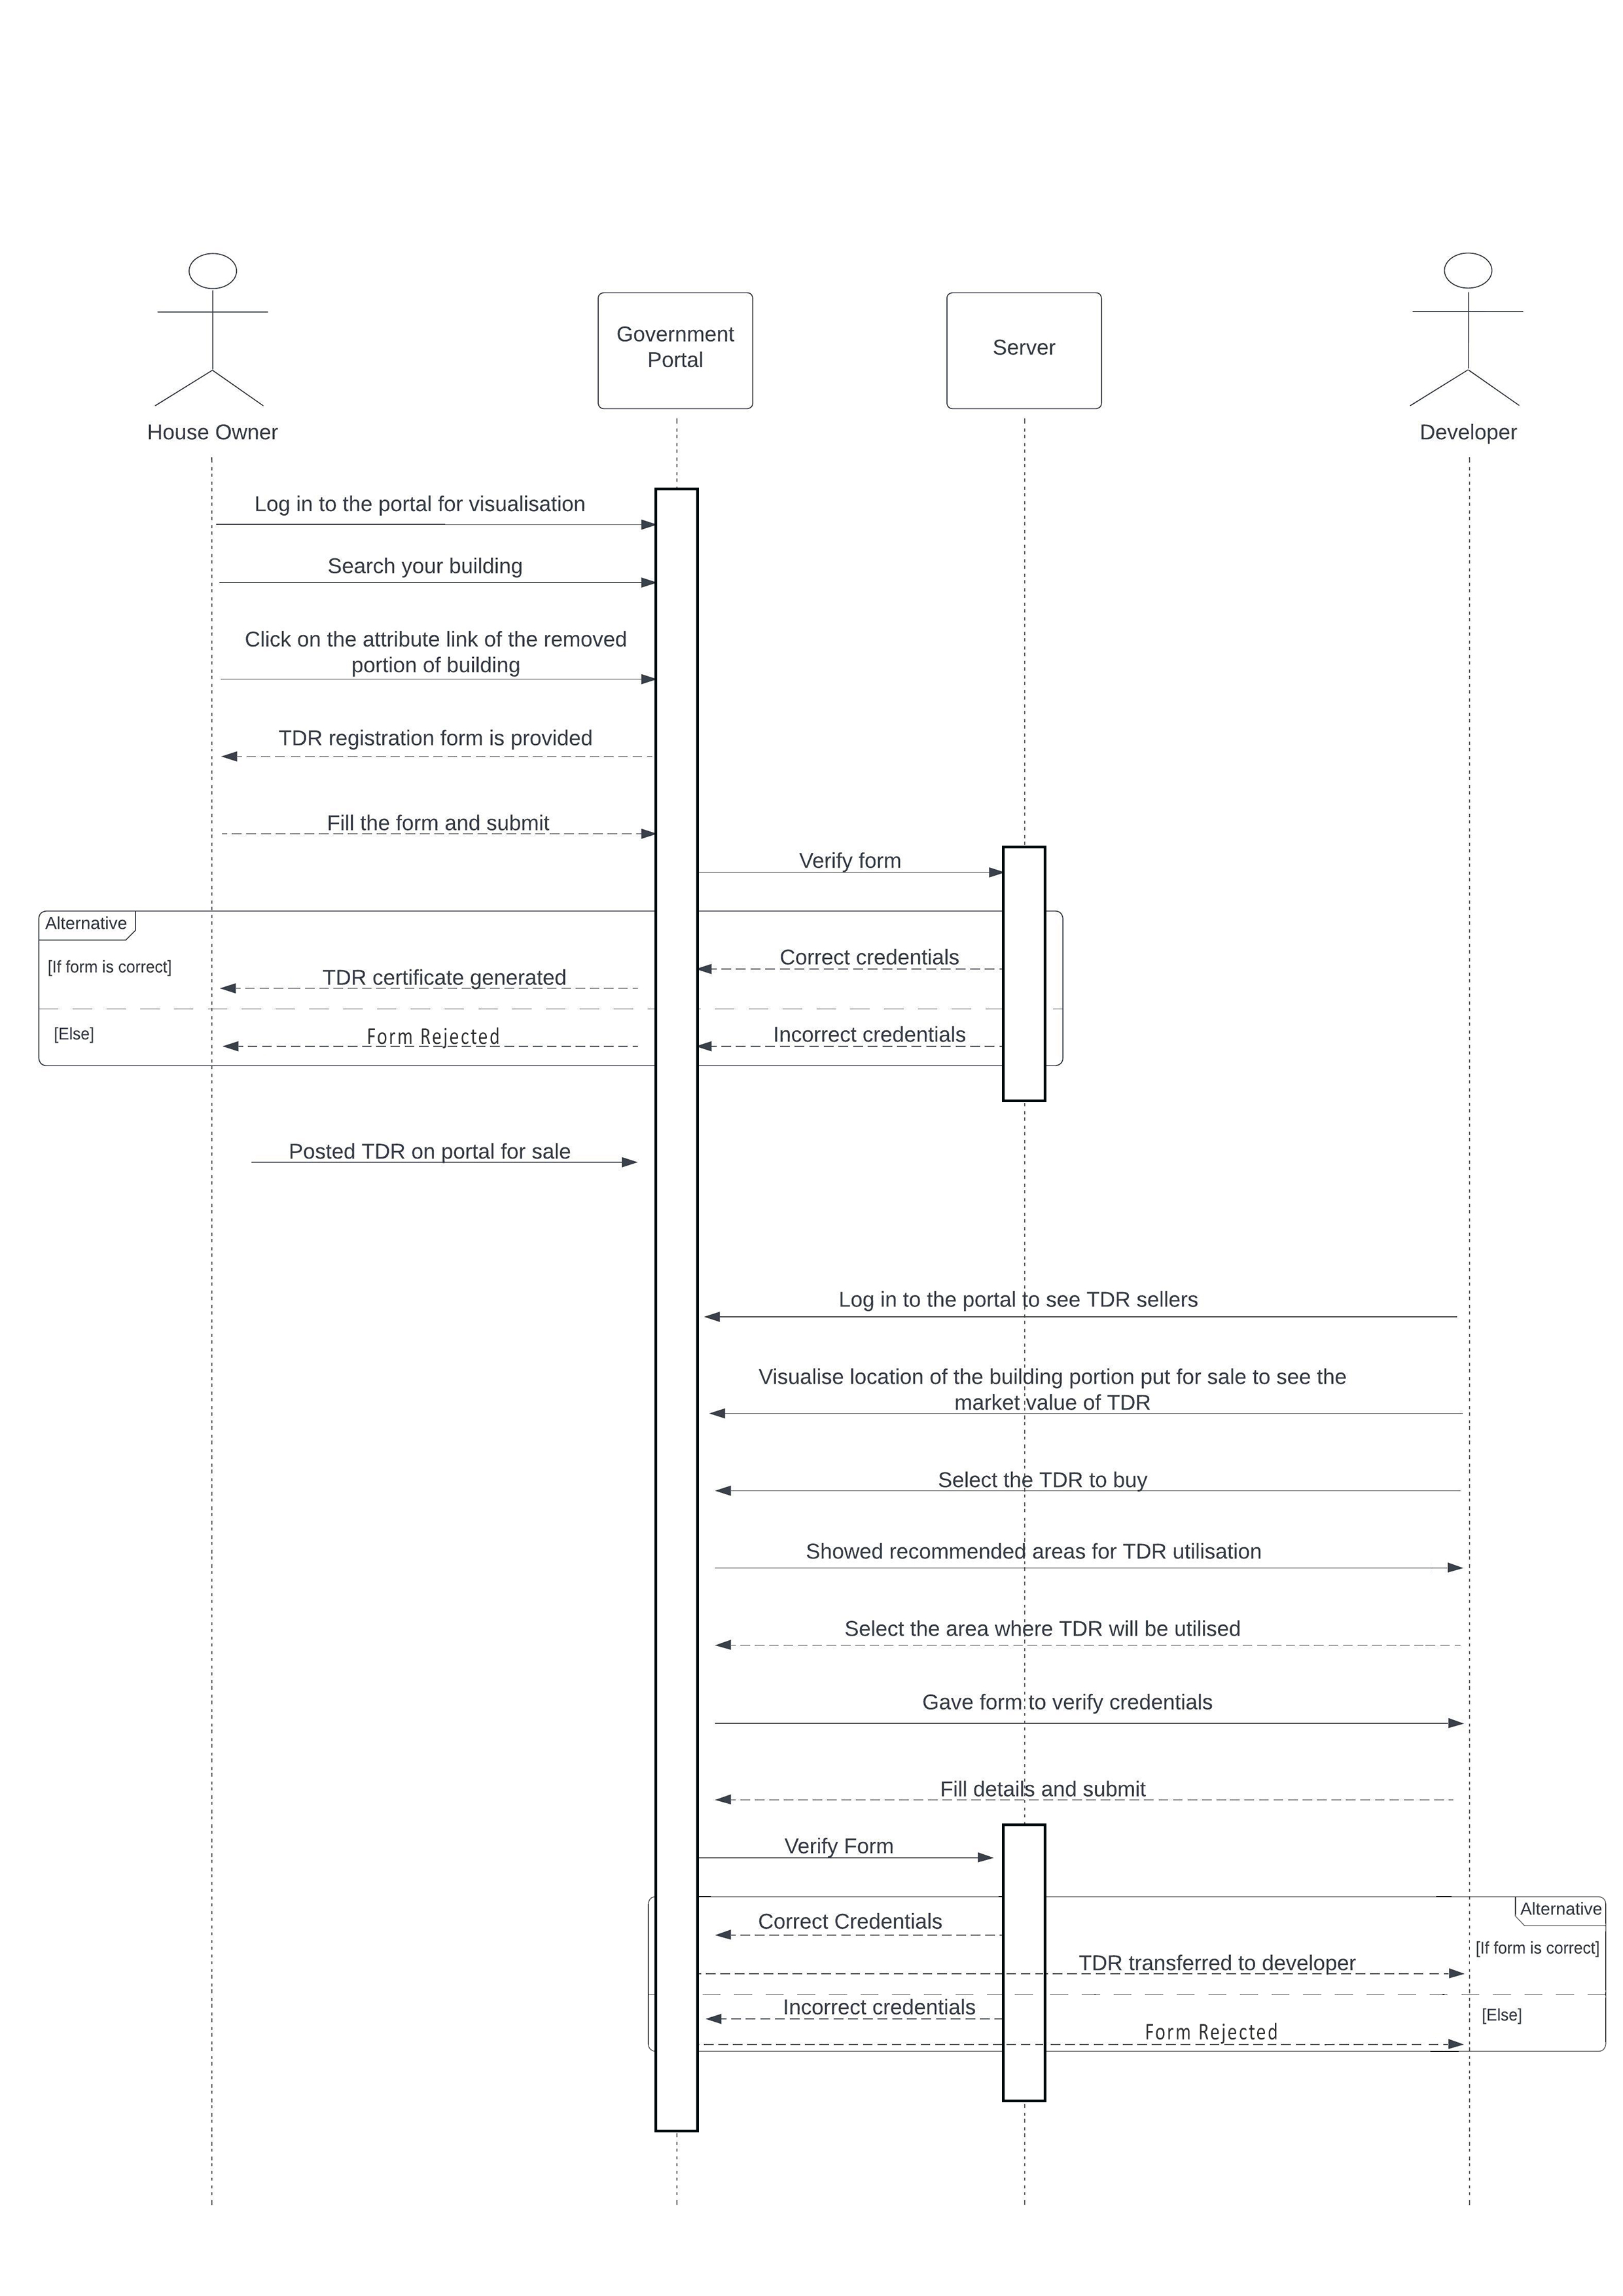 Government
Portal
Server
House Owner
Developer
Log in to the portal for visualisation
Search your building
Click on the attribute link of the removed
portion of building
TDR registration form is provided
Fill the form and submit
Verify form
Alternative
[If form is correct]
Correct credentials
TDR certificate generated
[Else]
Form Rejected
Incorrect credentials
Posted TDR on portal for sale
Log in to the portal to see TDR sellers
Visualise location of the building portion put for sale to see the
market value of TDR
Select the TDR to buy
Showed recommended areas for TDR utilisation
Select the area where TDR will be utilised
Gave form to verify credentials
Fill details and submit
Verify Form
Alternative
Correct Credentials
[If form is correct]
TDR transferred to developer
Incorrect credentials
[Else]
Form Rejected